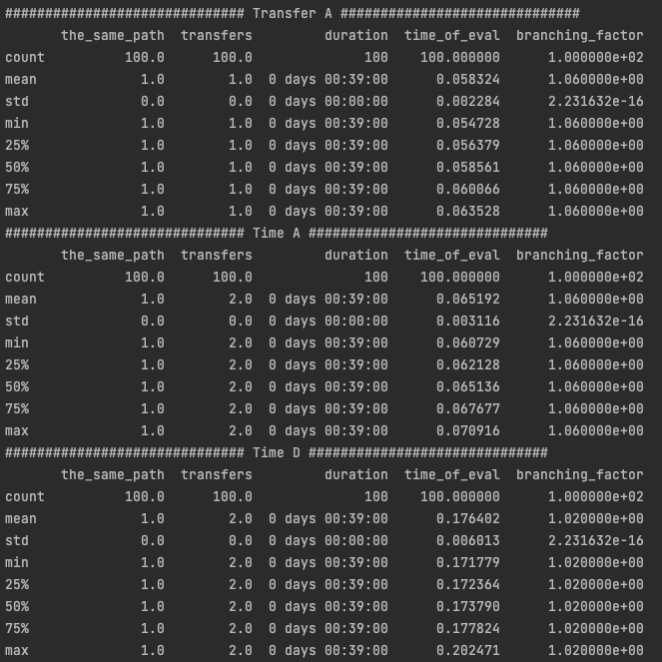 ############################## Transfer A ##############################
the_same_path transfers duration time_of_eval branching_factor
count 100.0 100.0 100 100.000000 1.000000e+02
mean 1.0 1.0 0 days 00:39:00 0.058324 1.060000e+00
std 0.0 0.0 0 days 00:00:00 0.002284 2.231632e-16
min 1.0 1.0 0 days 00:39:00 0.054728 1.060000e+00
25% 1.0 1.0 0 days 00:39:00 0.056379 1.060000e+00
50% 1.0 1.0 0 days 00:39:00 0.058561 1.060000e+00
75% 1.0 1.0 0 days 00:39:00 0.060066 1.060000e+00
max 1.0 1.0 0 days 00:39:00 0.063528 1.060000e+00
############################## Time A ##############################
the_same_path transfers duration time_of_eval branching_factor
count 100.0 100.0 100 100.000000 1.000000e+02
mean 1.0 2.0 0 days 00:39:00 0.065192 1.060000e+00
std 0.0 0.0 0 days 00:00:00 0.003116 2.231632e-16
min 1.0 2.0 0 days 00:39:00 0.060729 1.060000e+00
25% 1.0 2.0 0 days 00:39:00 0.062128 1.060000e+00
50% 1.0 2.0 0 days 00:39:00 0.065136 1.060000e+00
75% 1.0 2.0 0 days 00:39:00 0.067677 1.060000e+00
max 1.0 2.0 0 days 00:39:00 0.070916 1.060000e+00
############################## Time D ##############################
the_same_path transfers duration time_of_eval branching_factor
count 100.0 100.0 100 100.000000 1.000000e+02
mean 1.0 2.0 0 days 00:39:00 0.176402 1.020000e+00
std 0.0 0.0 0 days 00:00:00 0.006013 2.231632e-16
min 1.0 2.0 0 days 00:39:00 0.171779 1.020000e+00
25% 1.0 2.0 0 days 00:39:00 0.172364 1.020000e+00
50% 1.0 2.0 0 days 00:39:00 0.173790 1.020000e+00
75% 1.0 2.0 0 days 00:39:00 0.177824 1.020000e+00
max 1.0 2.0 0 days 00:39:00 0.202471 1.020000e+00